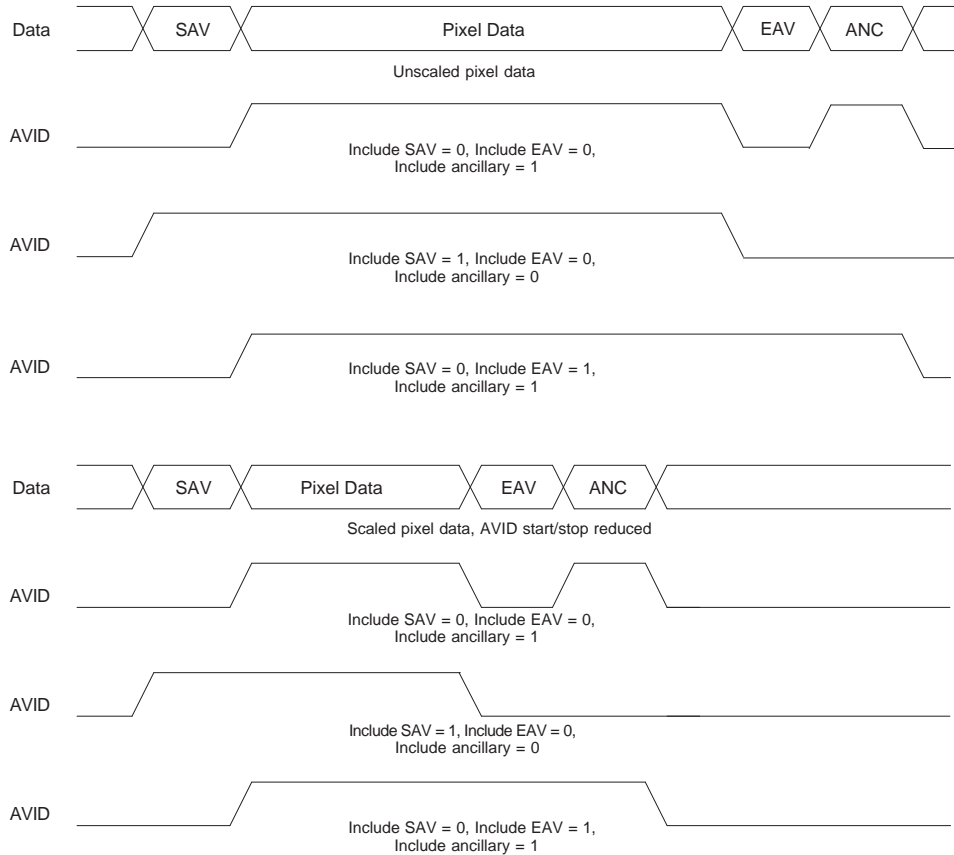 Data SAV Pixel Data EAV ANC
Unscaled pixel data
AVID
Include SAV = 0, Include EAV = 0,
Include ancillary = 1
AVID
Include SAV = 1, Include EAV = 0,
Include ancillary = 0
AVID
Include SAV = 0, Include EAV = 1,
Include ancillary = 1
Data SAV Pixel Data EAV ANC
Scaled pixel data, AVID start/stop reduced
AVID
Include SAV = 0, Include EAV = 0,
Include ancillary = 1
AVID
Include SAV = 1, Include EAV = 0,
Include ancillary = 0
AVID
Include SAV = 0, Include EAV = 1,
Include ancillary = 1